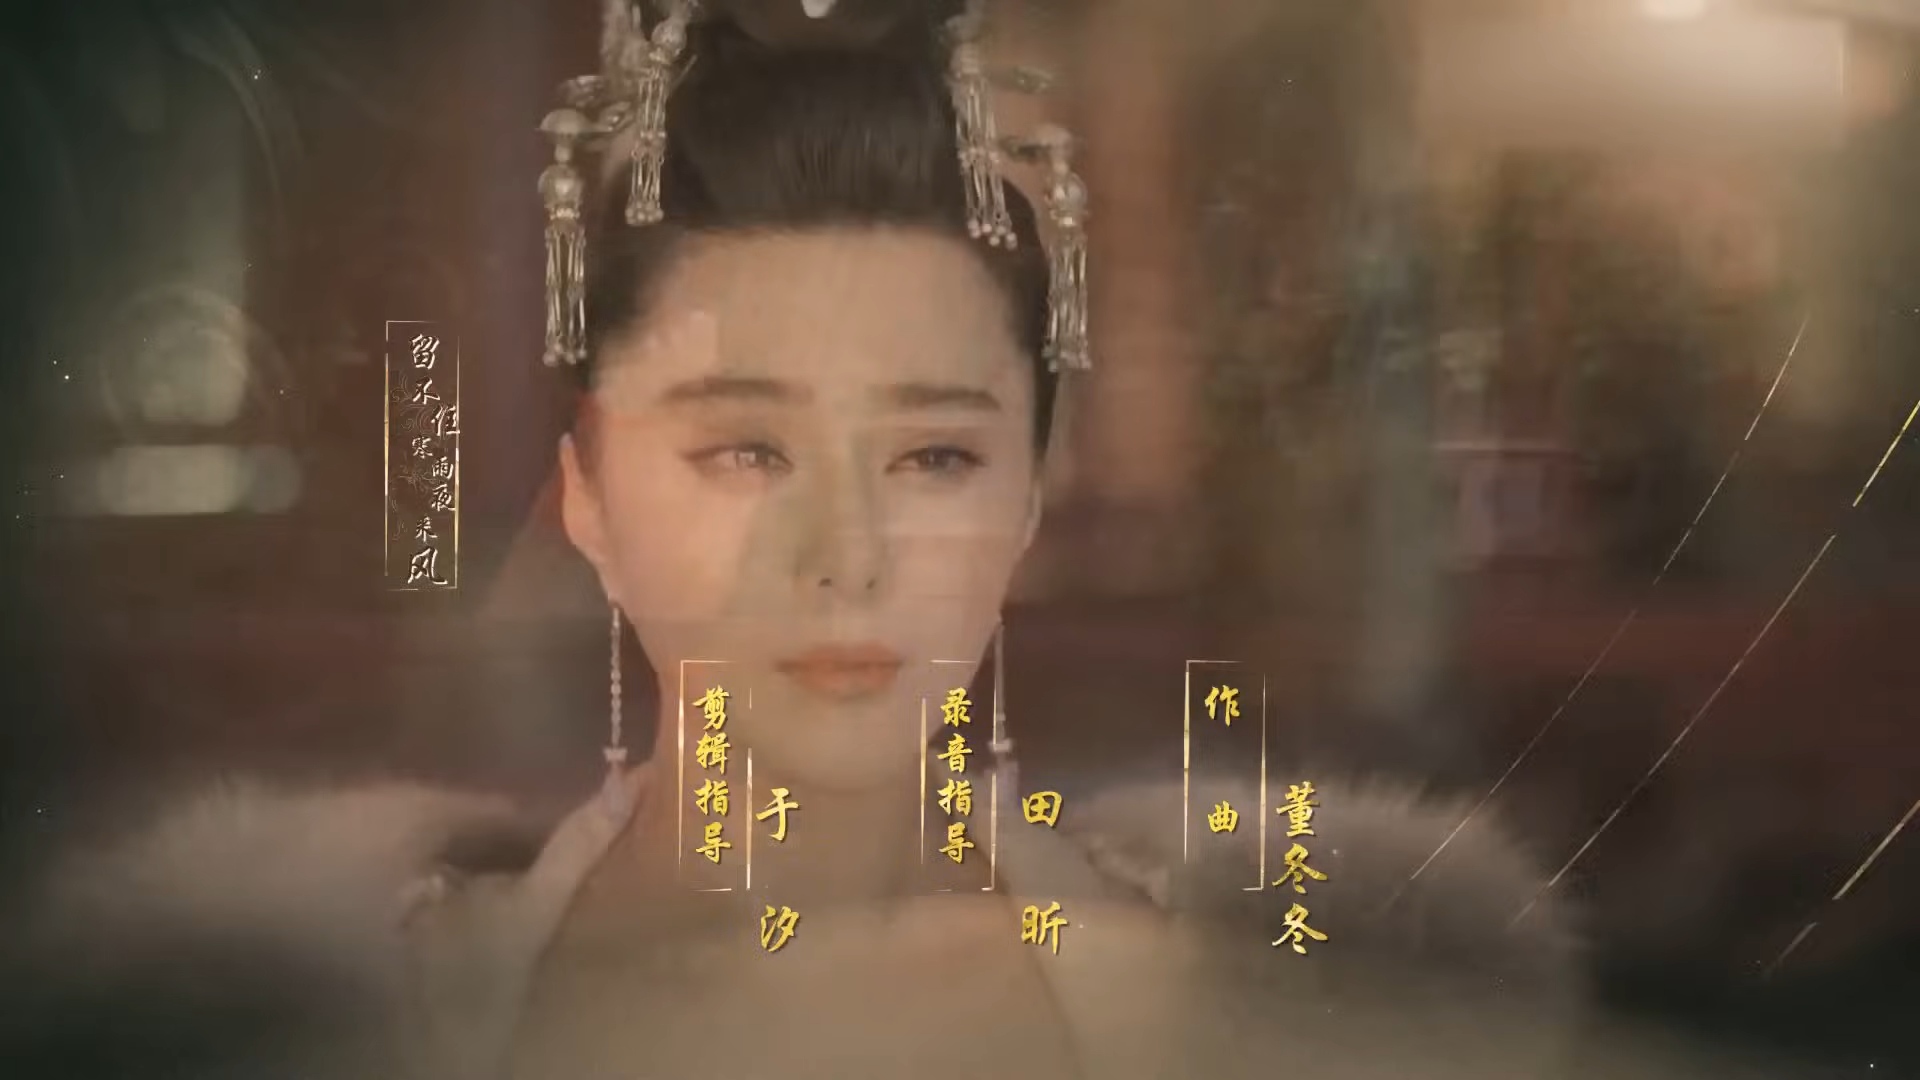 留不住寒雨夜来风
剪辑指导
于汐
录音指导
田昕
作曲
董冬冬